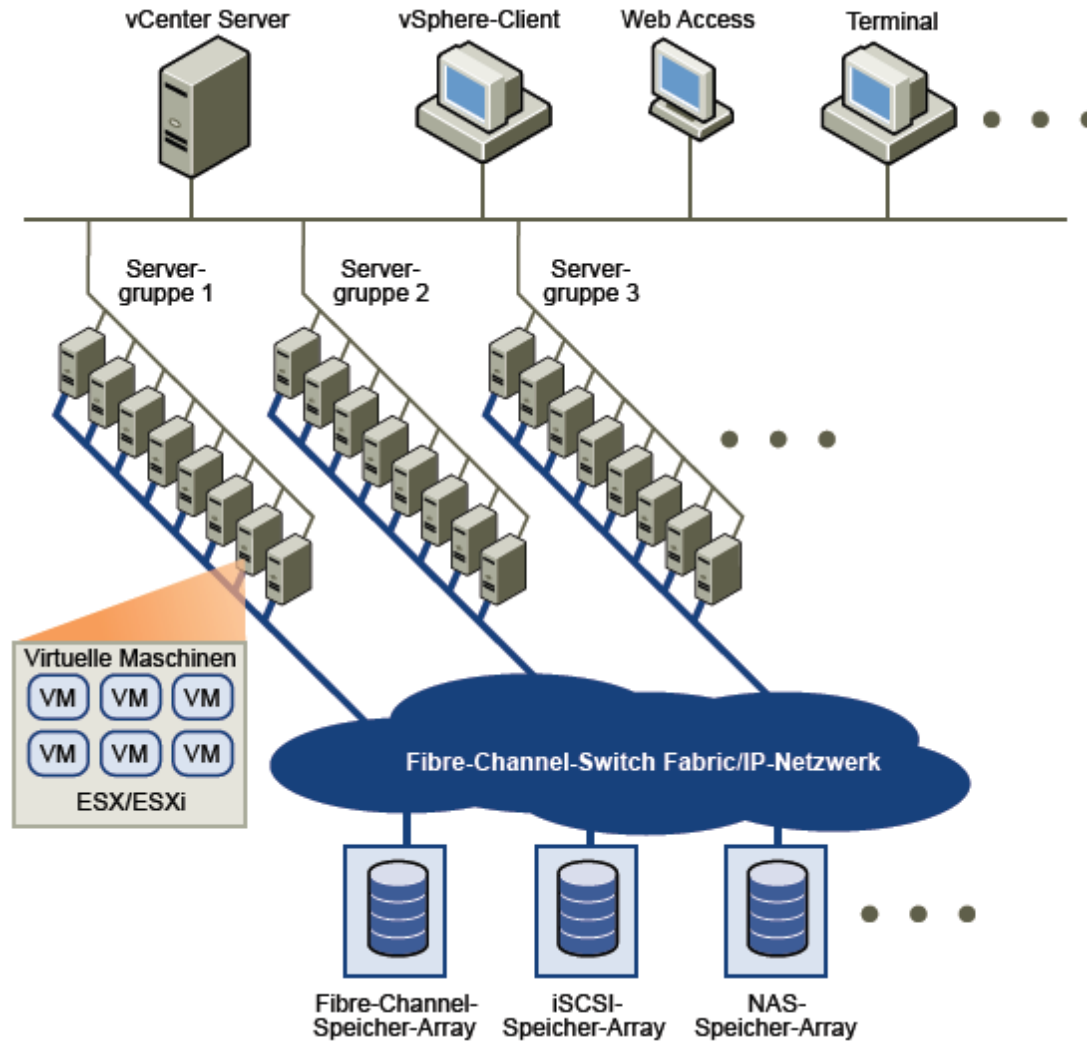 vCenter Server
vSphere-Client
Web Access
Terminal
Server-
gruppe 1
Server-
gruppe 2
Server-
gruppe 3
Virtuelle Maschinen
VM VM VM
VM VM VM
ESX/ESXi
Fibre-Channel-Switch Fabric/IP-Netzwerk
Fibre-Channel-
Speicher-Array
iSCSI-
Speicher-Array
NAS-
Speicher-Array